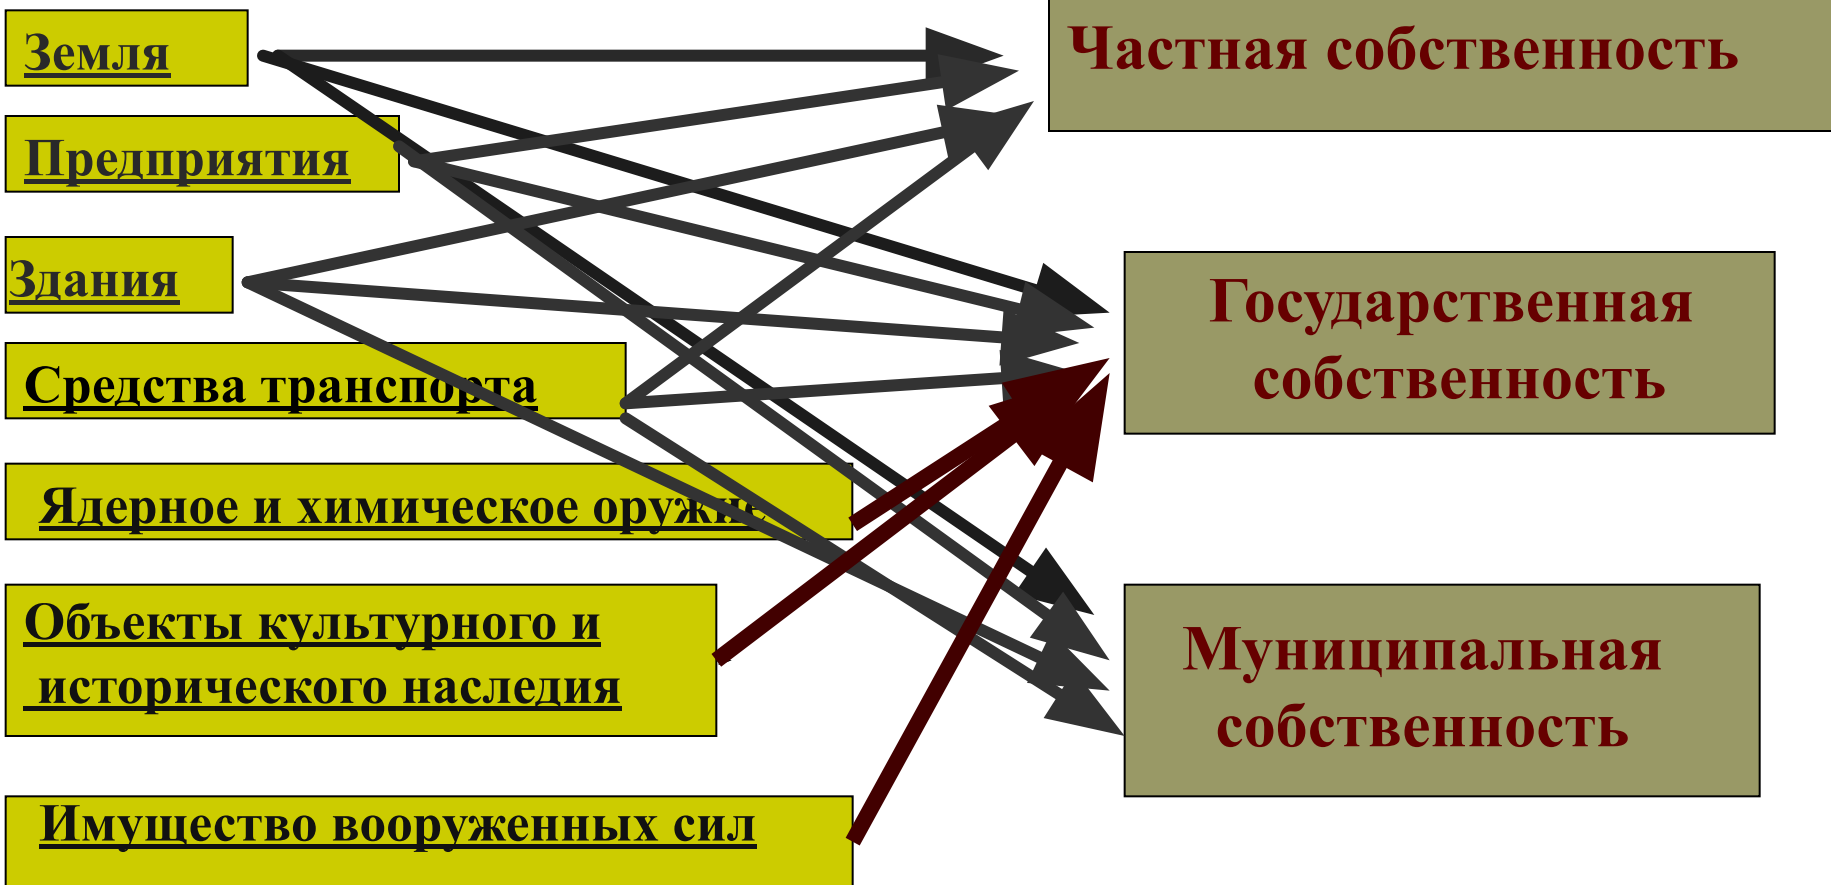 Земля
Предприятия
Здания
Средства транспорта
Ядерное и химическое оружие
Объекты культурного и
исторического наследия
Имущество вооруженных сил
Частная собственность
Государственная
собственность
Муниципальная
собственность